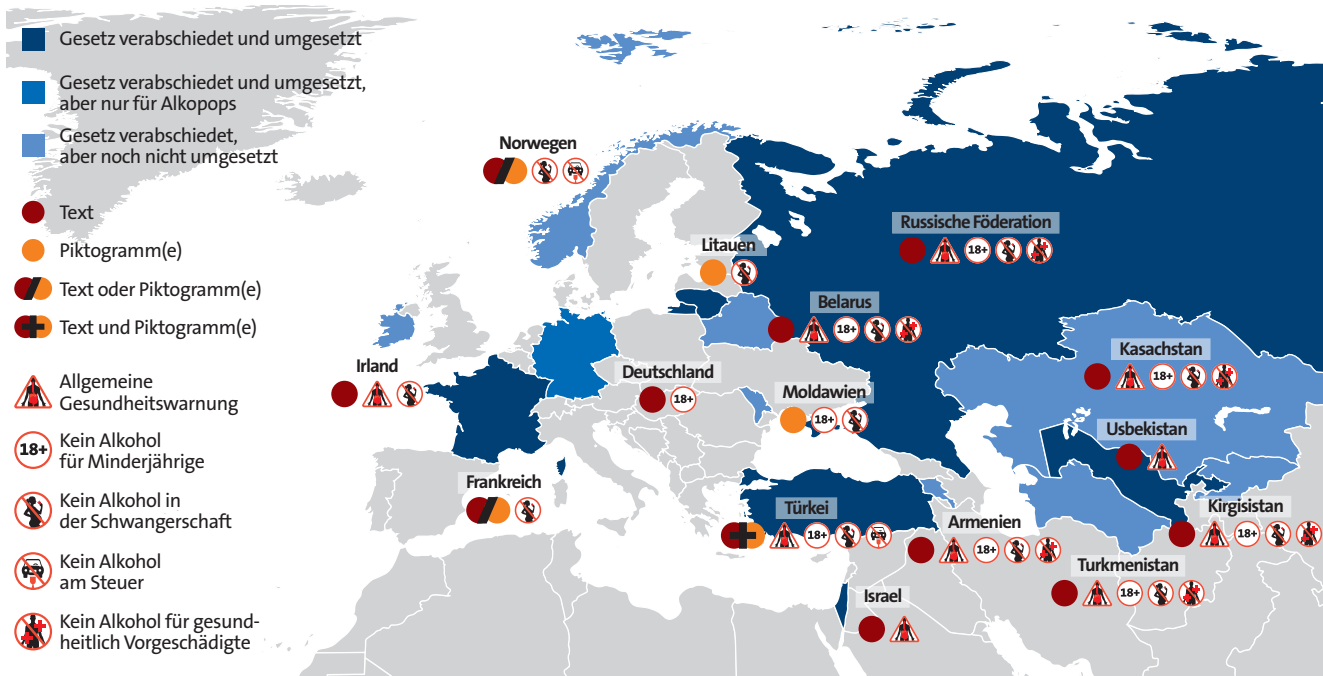 Gesetz verabschiedet und umgesetzt
Gesetz verabschiedet und umgesetzt,
aber nur für Alkopops
Gesetz verabschiedet,
aber noch nicht umgesetzt
Text
Piktogramm(e)
Text oder Piktogramm(e)
Text und Piktogramm(e)
Allgemeine
Gesundheitswarnung
18+
Kein Alkohol
für Minderjährige
Kein Alkohol in
der Schwangerschaft
Kein Alkohol
am Steuer
Kein Alkohol für gesund-
heitlich Vorgeschädigte
Norwegen
Russische Föderation
18+
Litauen
Belarus
18+
Irland
Deutschland
18+
Moldawien
18+
Kasachstan
18+
Usbekistan
Frankreich
Türkei
18+
Armenien
18+
Kirgisistan
18+
Turkmenistan
18+
Israel